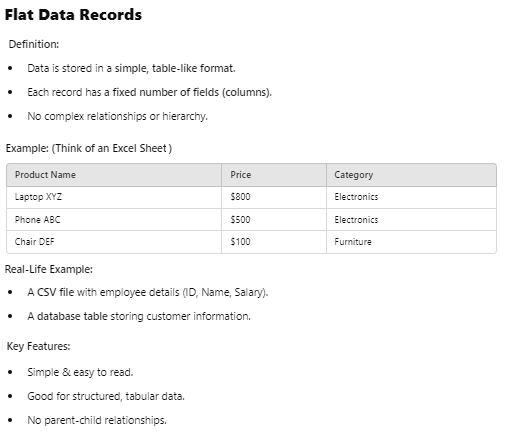 Flat Data Records
Definition:
• Data is stored in a simple, table-like format.
• Each record has a fixed number of fields (columns).
• No complex relationships or hierarchy.
Example: (Think of an Excel Sheet)
Product Name Price Category
Laptop XYZ $800 Electronics
Phone ABC $500 Electronics
Chair DEF $100 Furniture
Real-Life Example:
• A CSV file with employee details (ID, Name, Salary).
• A database table storing customer information.
Key Features:
• Simple & easy to read.
• Good for structured, tabular data.
• No parent-child relationships.